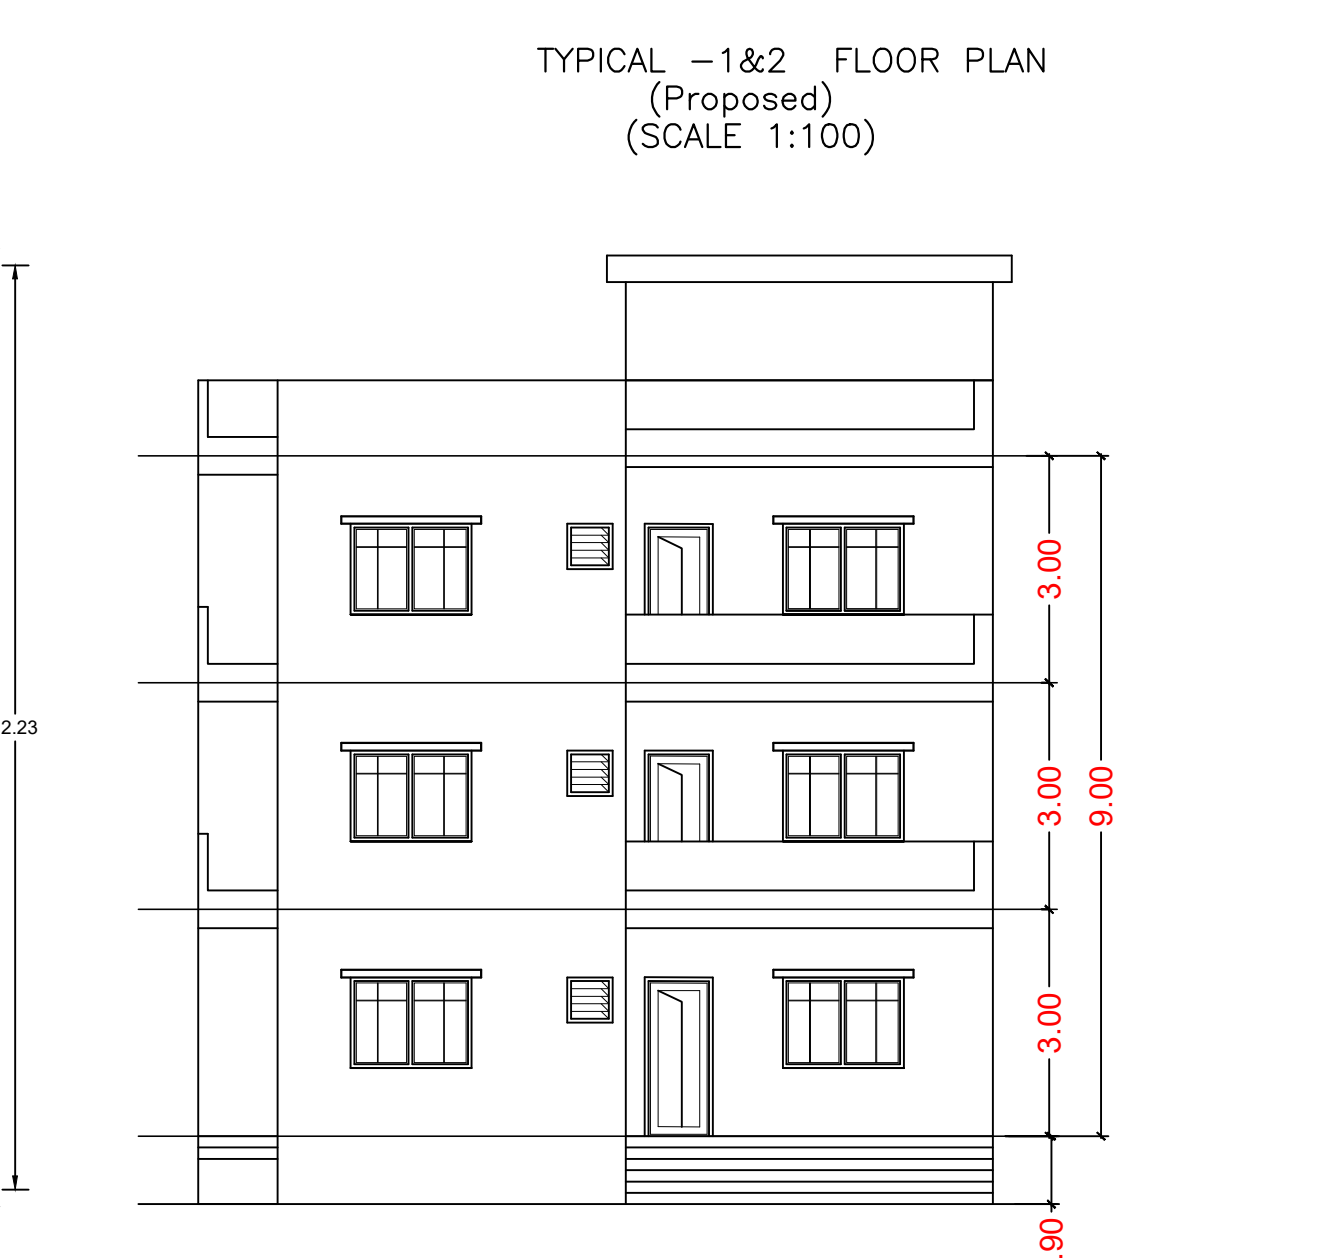 TYPICAL -1&2 FLOOR PLAN
(Proposed)
(SCALE 1:100)
3.00
2.23
3.00
9.00
3.00
.90